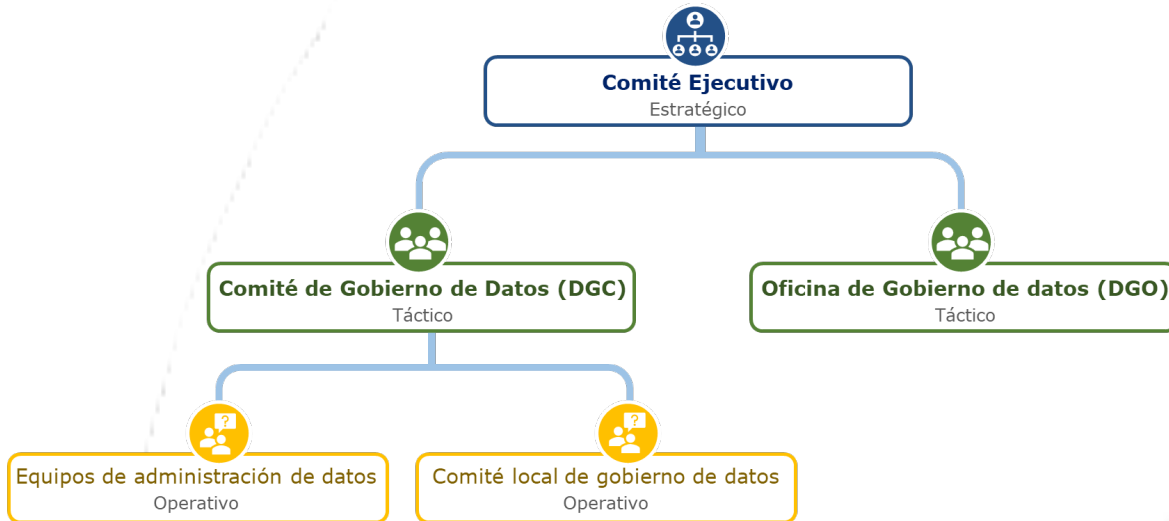 Comité Ejecutivo
Estratégico
Comité de Gobierno de Datos (DGC)
Táctico
Oficina de Gobierno de datos (DGO)
Táctico
?
?
Equipos de administración de datos
Operativo
Comité local de gobierno de datos
Operativo